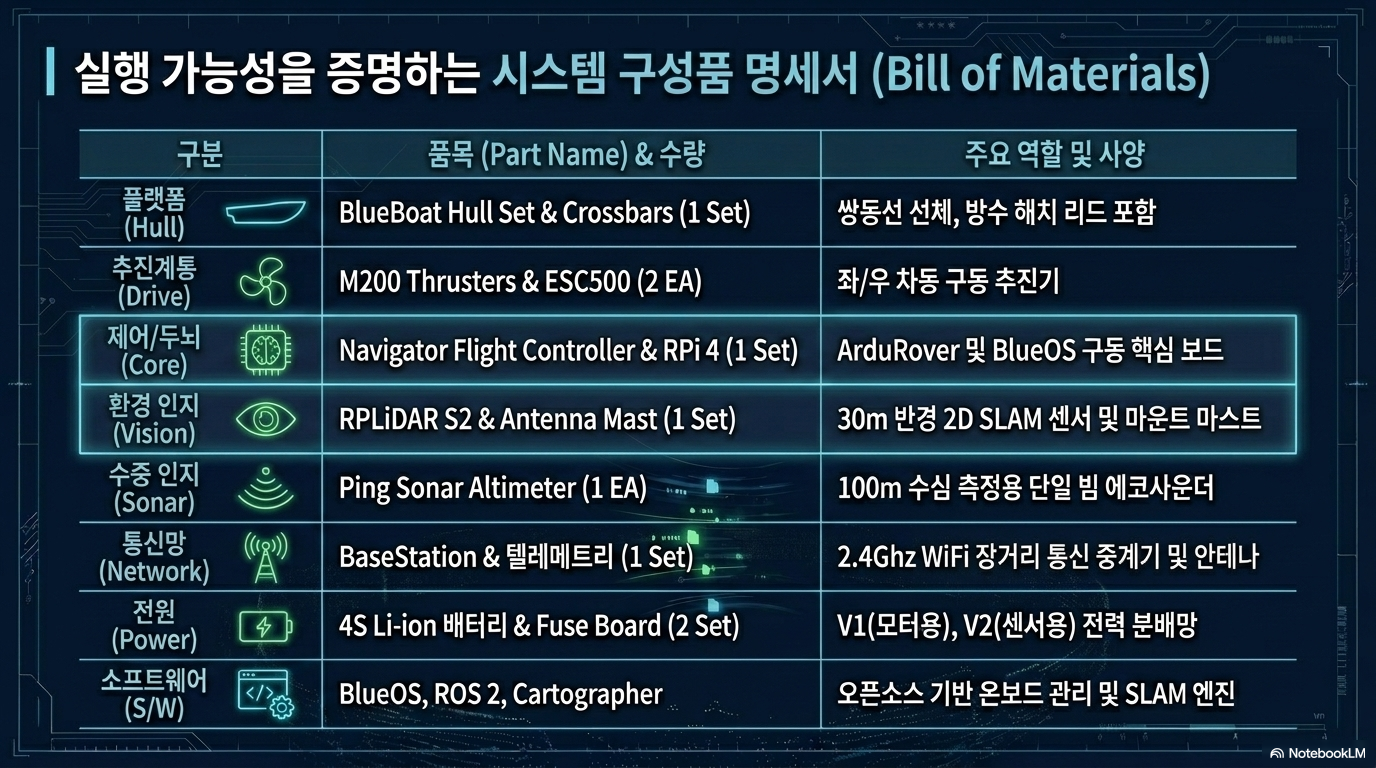 실행 가능성을 증명하는 시스템 구성품 명세서 (Bill of Materials)
구분 품목 (Part Name) & 수량 주요 역할 및 사양
플랫폼
(Hull)
BlueBoat Hull Set & Crossbars (1 Set)
쌍동선 선체, 방수 해치 리드 포함
추진계통
(Drive)
M200 Thrusters & ESC500 (2 EA)
좌/우 차동 구동 추진기
제어/두뇌
(Core)
Navigator Flight Controller & RPi 4 (1 Set)
ArduRover 및 BlueOS 구동 핵심 보드
환경 인지
(Vision)
RPLiDAR S2 & Antenna Mast (1 Set)
30m 반경 2D SLAM 센서 및 마운트 마스트
수중 인지
(Sonar)
Ping Sonar Altimeter (1 EA)
100m 수심 측정용 단일 빔 에코사운더
통신망
(Network)
BaseStation & 텔레메트리 (1 Set)
2.4Ghz WiFi 장거리 통신 중계기 및 안테나
전원
(Power)
4S Li-ion 배터리 & Fuse Board (2 Set)
V1(모터용), V2(센서용) 전력 분배망
소프트웨어
(S/W)
</>
BlueOS, ROS 2, Cartographer
오픈소스 기반 온보드 관리 및 SLAM 엔진
NotebookLM